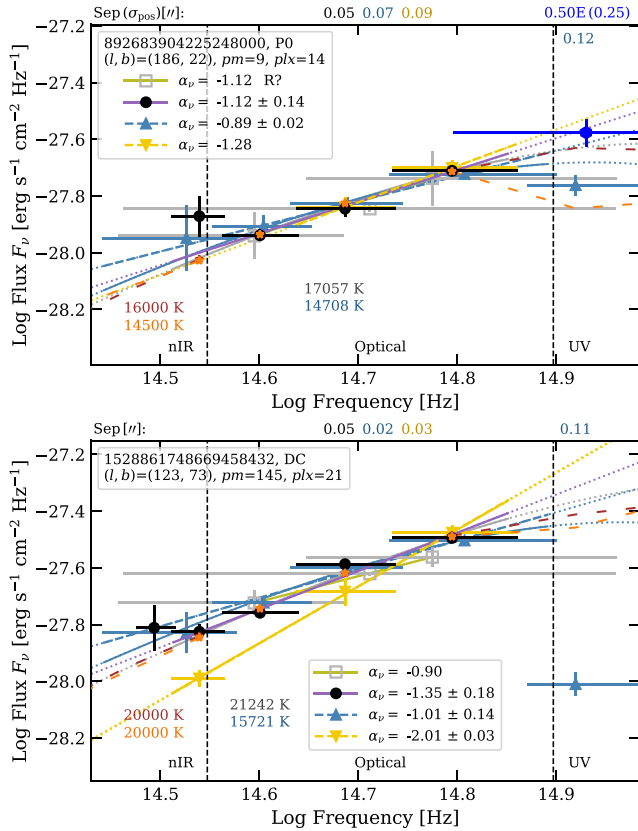 Sep (σpos)["] 0.05 0.07 0.09 0.50E (0.25)
0.12
8926839042252480​00, P0
(l, b)=(186, 22), pm=9, plx=14
αν = -1.12 R?
αν = -1.12 ± 0.14
αν = -0.89 ± 0.02
αν = -1.28
Log Flux Fν [erg s−1 cm−2 Hz−1]
−27.2
−27.4
−27.6
−27.8
−28.0
−28.2
17057 K
14708 K
16000 K
14500 K
nIR Optical UV
14.5 14.6 14.7 14.8 14.9
Log Frequency [Hz]
Sep ["] 0.05 0.02 0.03 0.11
15288617486694584​32, DC
(l, b)=(123, 73), pm=145, plx=21
Log Flux Fν [erg s−1 cm−2 Hz−1]
−27.2
−27.4
−27.6
−27.8
−28.0
−28.2
αν = -0.90
αν = -1.35 ± 0.18
αν = -1.01 ± 0.14
αν = -2.01 ± 0.03
21242 K
15721 K
20000 K
20000 K
nIR Optical UV
14.5 14.6 14.7 14.8 14.9
Log Frequency [Hz]